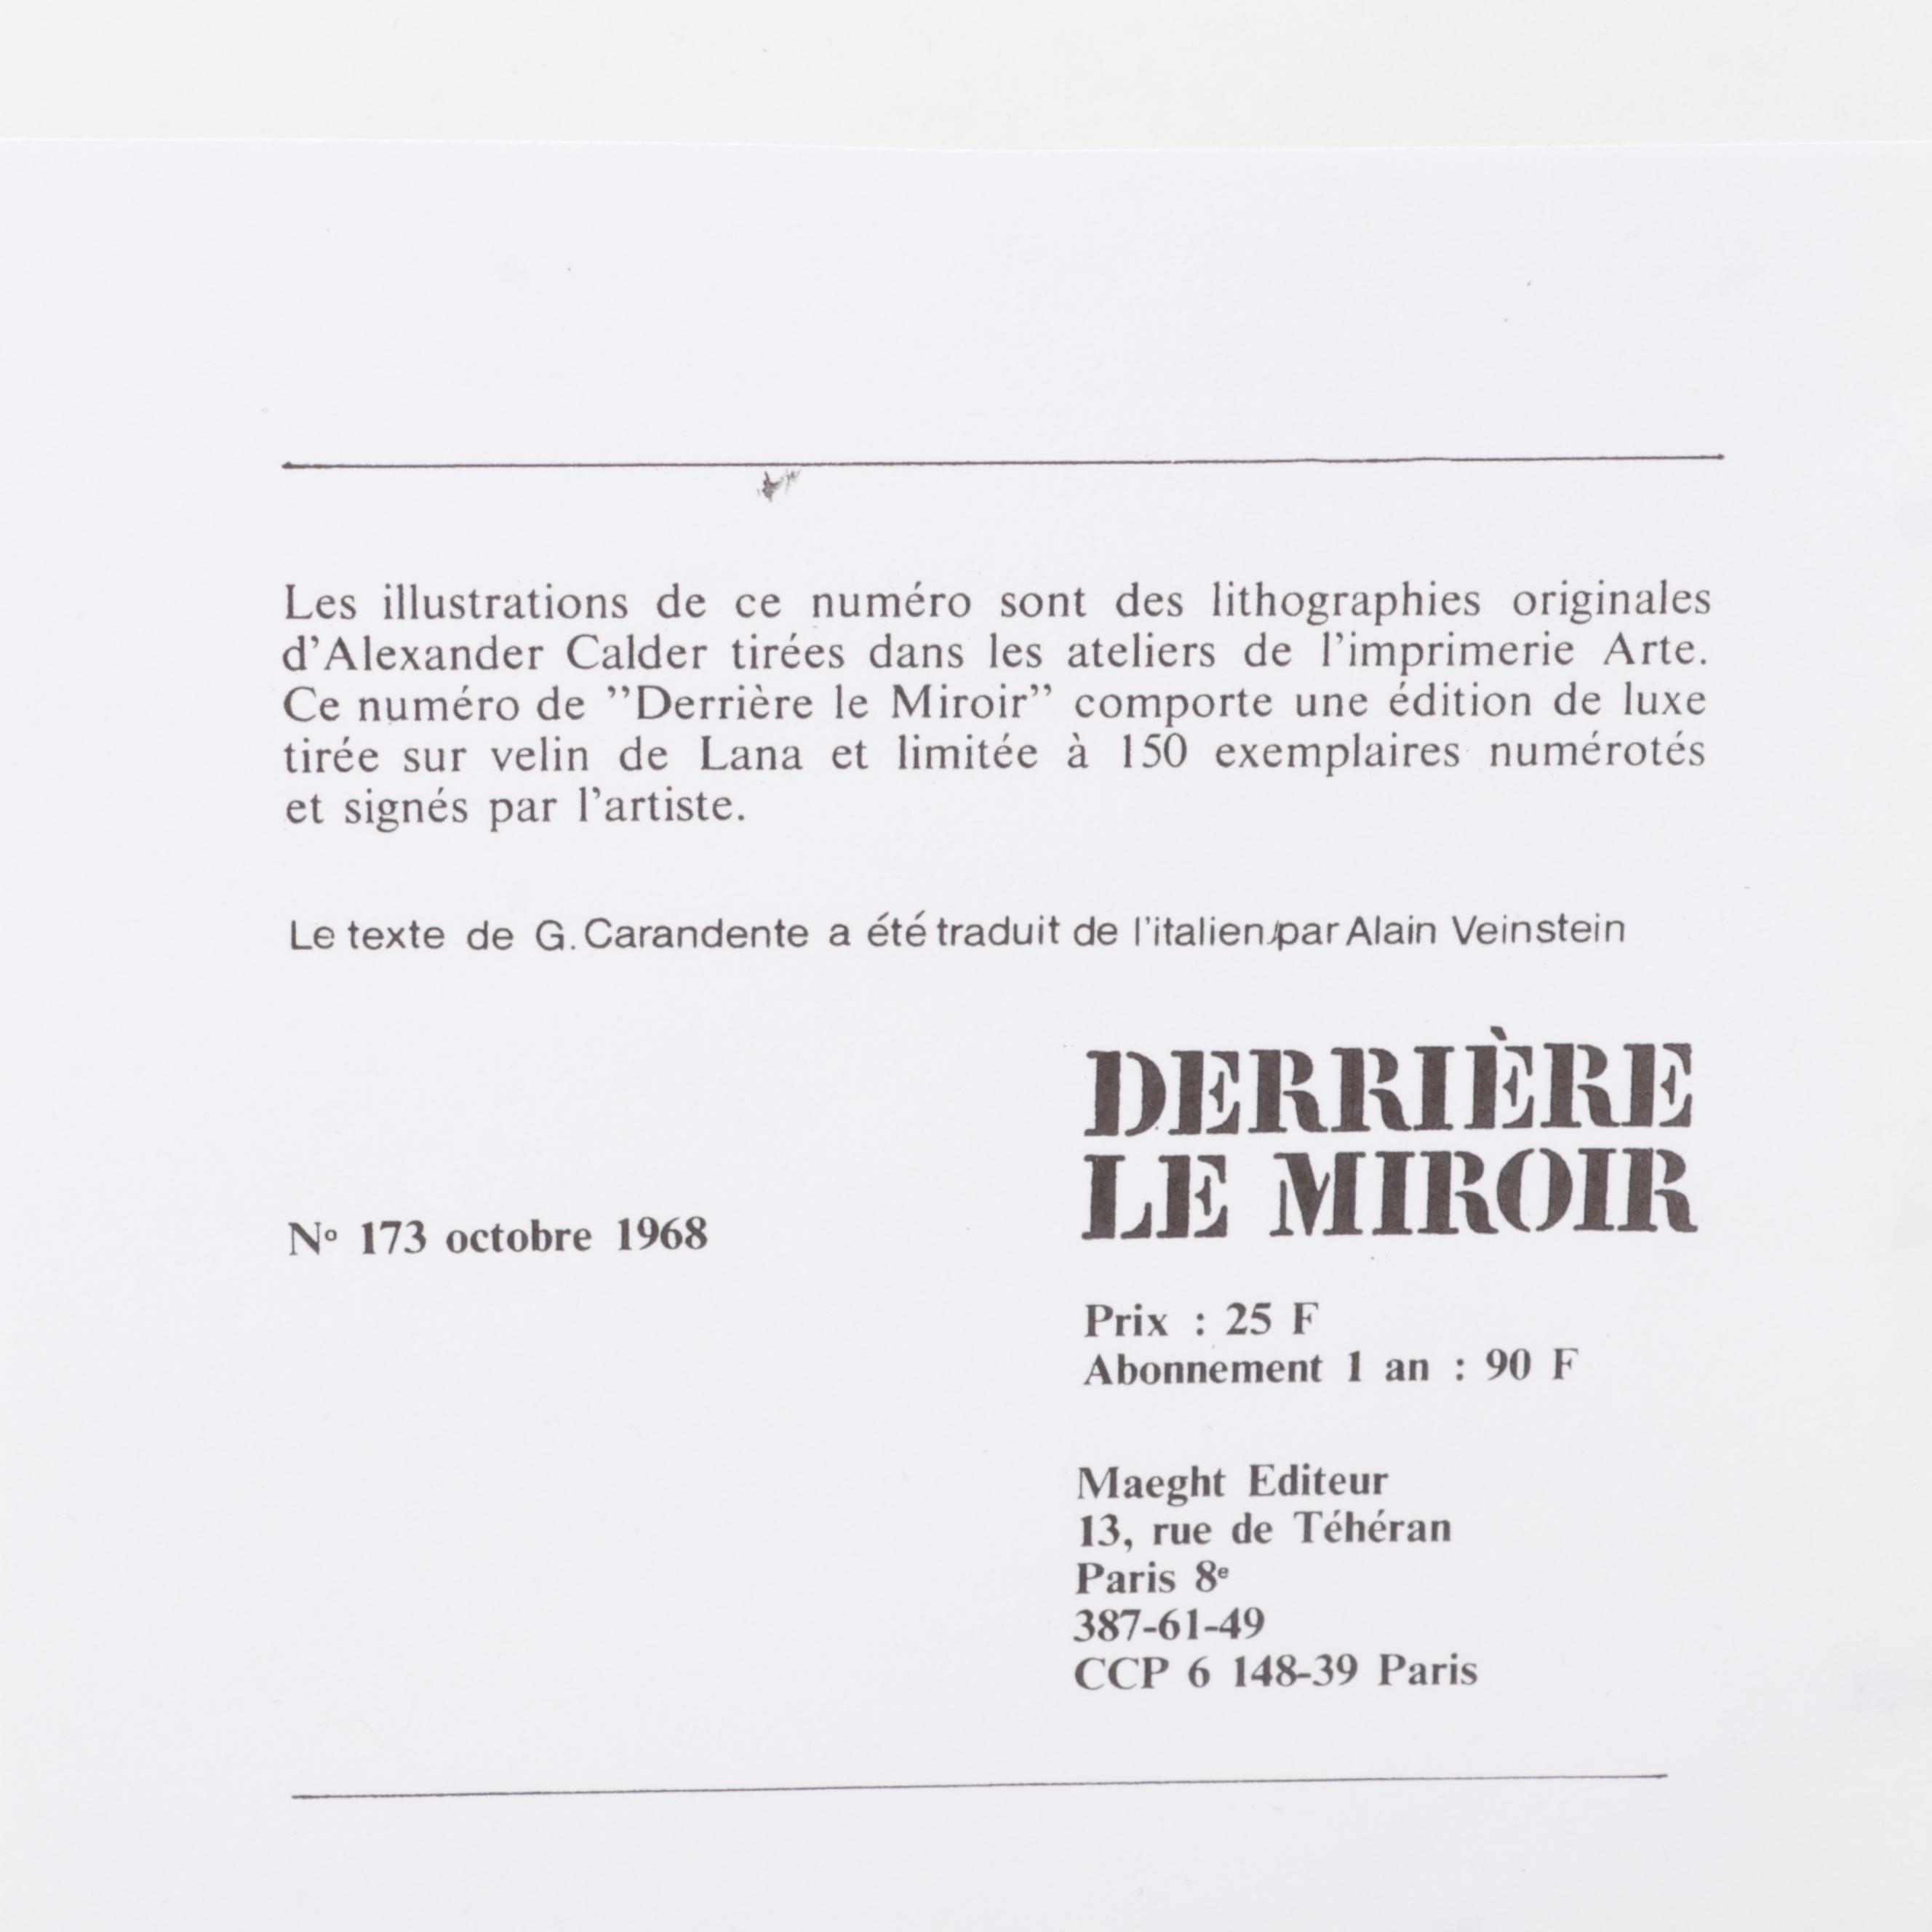 Les illustrations de ce numéro sont des lithographies originales
d'Alexander Calder tirées dans les ateliers de l'imprimerie Arte.
Ce numéro de ”Derrière le Miroir” comporte une édition de luxe
tirée sur velin de Lana et limitée à 150 exemplaires numérotés
et signés par l'artiste.
Le texte de G. Carandente a été traduit de l'italien par Alain Veinstein
DERRIÈRE
LE MIROIR
Nº 173 octobre 1968
Prix : 25 F
Abonnement 1 an : 90 F
Maeght Editeur
13, rue de Téhéran
Paris 8e
387-61-49
CCP 6 148-39 Paris